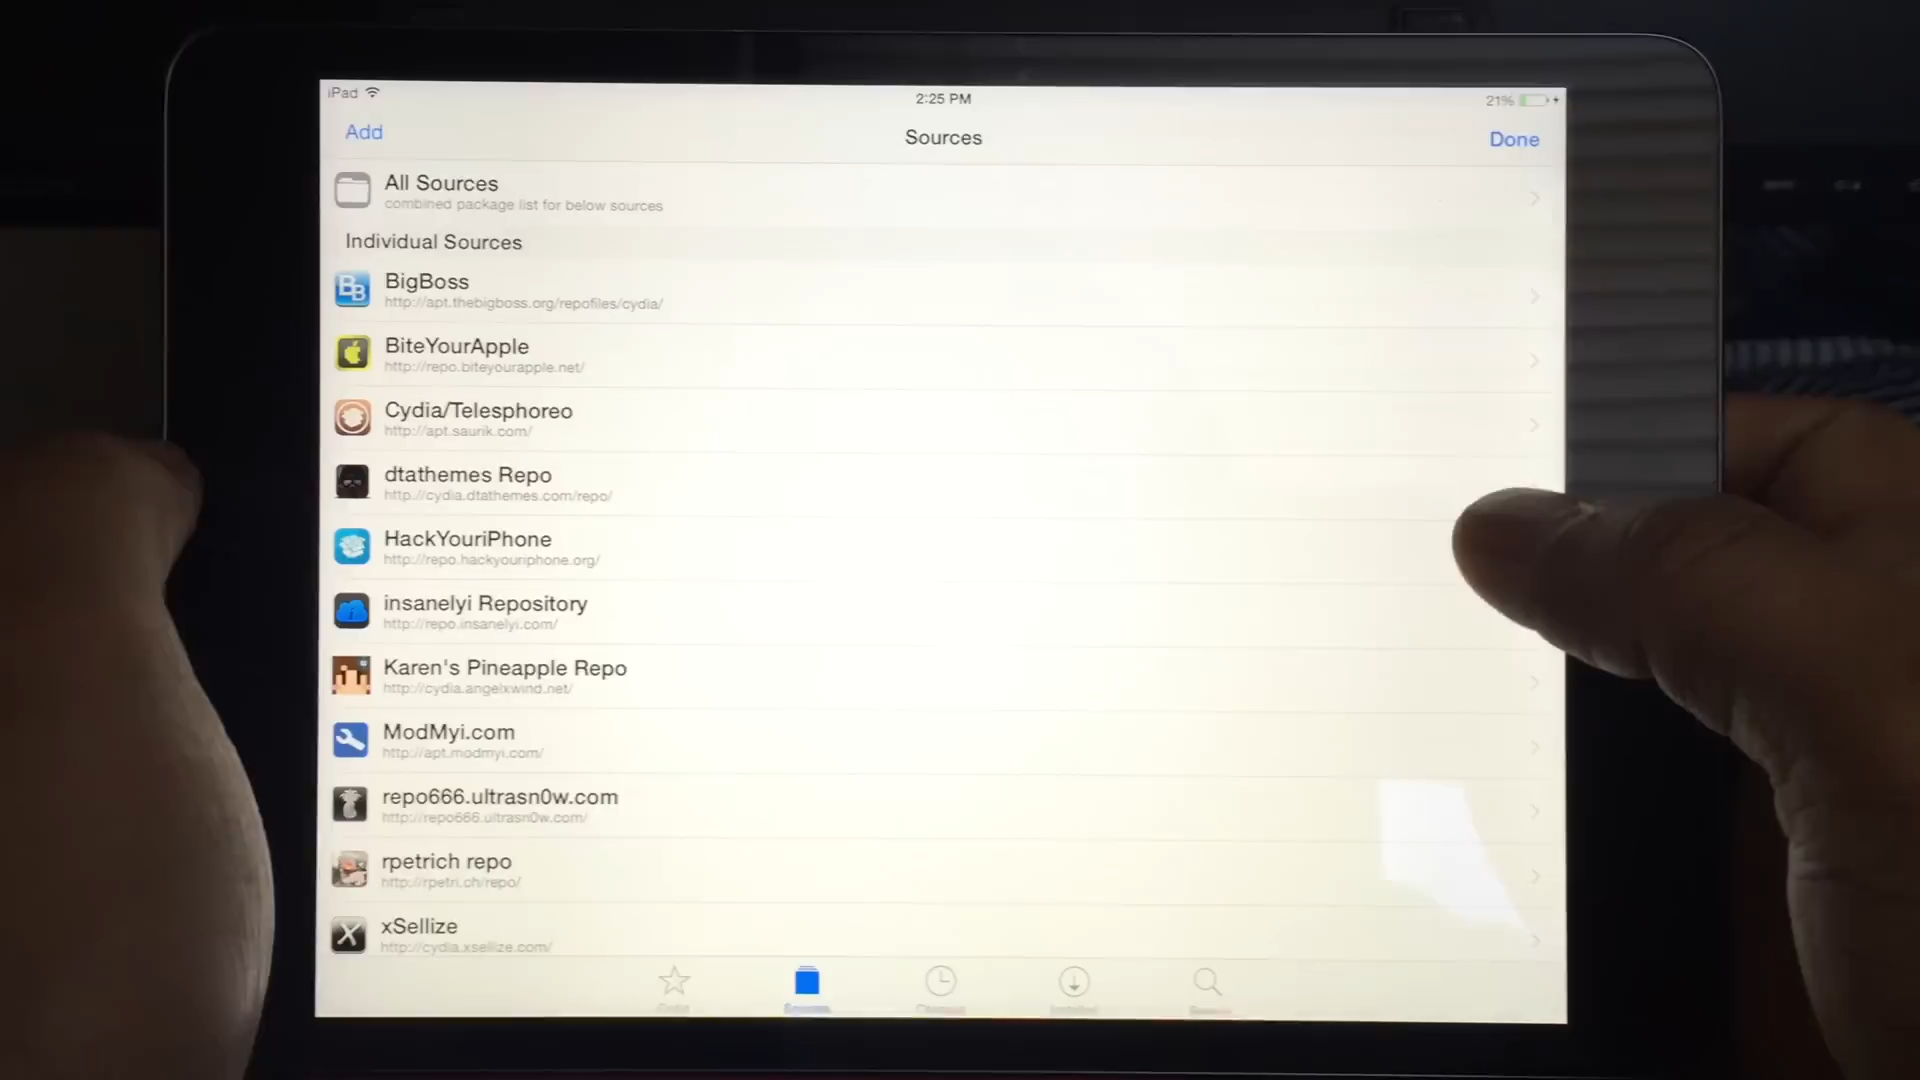 iPad
2:25 PM
21%
Add
Sources
Done
All Sources
combined package list for below sources
Individual Sources
BB
BigBoss
http://apt.thebigboss.org/repofiles/cydia/
BiteYourApple
http://repo.biteyourapple.net/
Cydia/Telesphoreo
http://apt.saurik.com/
dtathemes Repo
http://cydia.dtathemes.com/repo/
HackYouriPhone
http://repo.hackyouriphone.org/
insanelyi Repository
http://repo.insanelyi.com/
Karen's Pineapple Repo
http://cydia.angelxwind.net/
ModMyi.com
http://apt.modmyi.com/
repo666.ultrasn0w.com
http://repo666.ultrasn0w.com/
rpetrich repo
http://rpetri.ch/repo/
xSellize
http://cydia.xsellize.com/
Sources